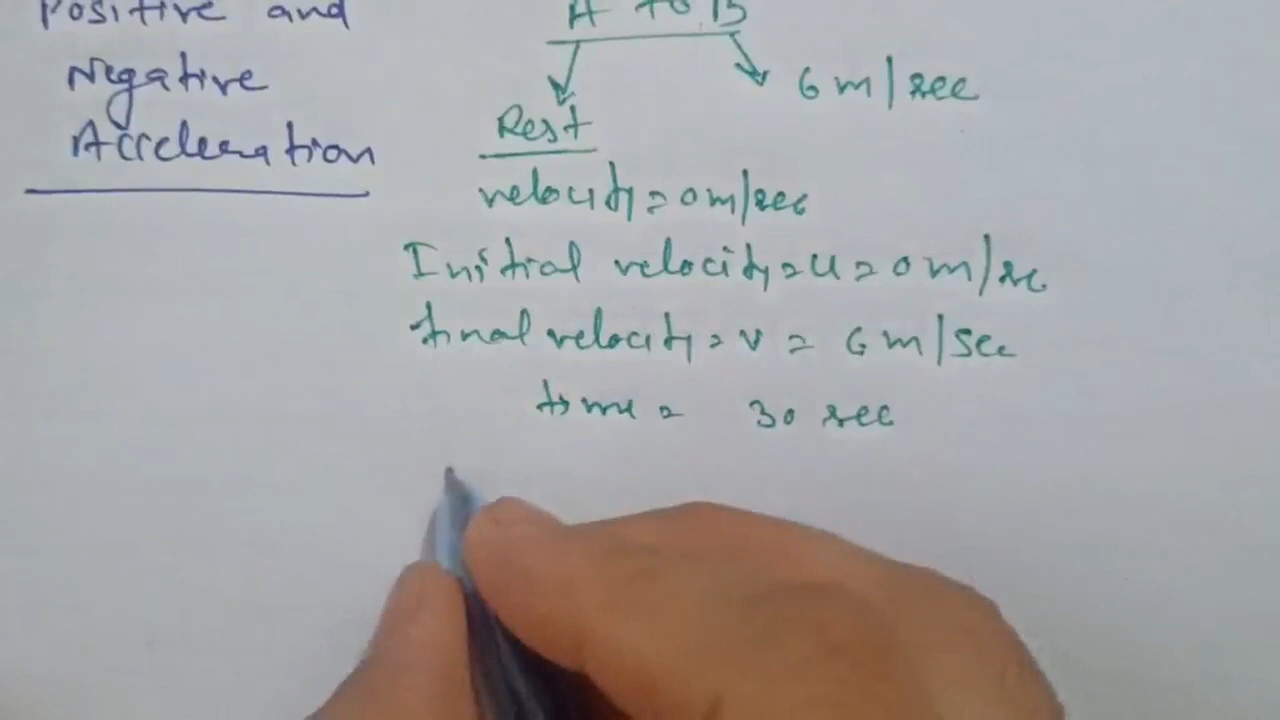 Positive and
Negative
Acceleration
A to B
Rest
6 m/sec
velocity = 0 m/sec
Initial velocity = u = 0 m/sec
final velocity = v = 6 m/sec
time = 30 sec